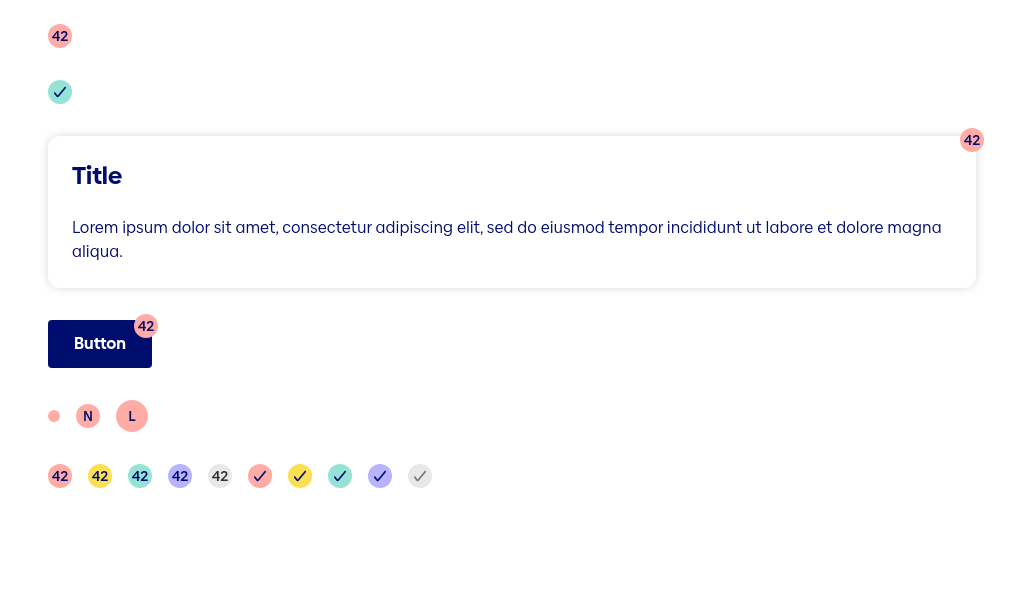 42
42
Title
Lorem ipsum dolor sit amet, consectetur adipiscing elit, sed do eiusmod tempor incididunt ut labore et dolore magna
aliqua.
42
Button
N L
42 42 42 42 42